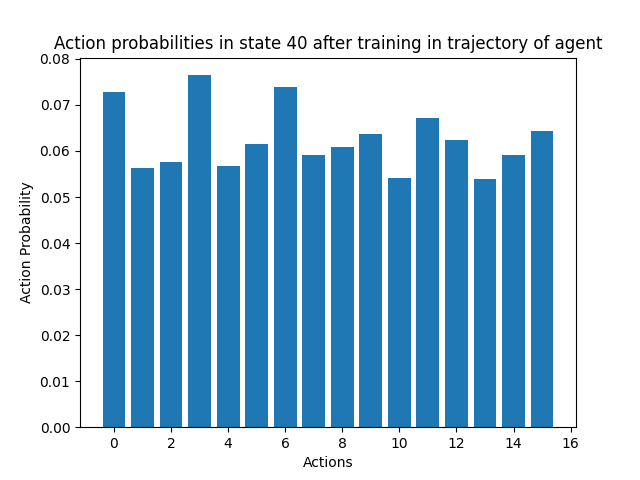 Action probabilities in state 40 after training in trajectory of agent
0.08
0.07
0.06
0.05
0.04
0.03
0.02
0.01
0.00
Action Probability
0 2 4 6 8 10 12 14 16
Actions